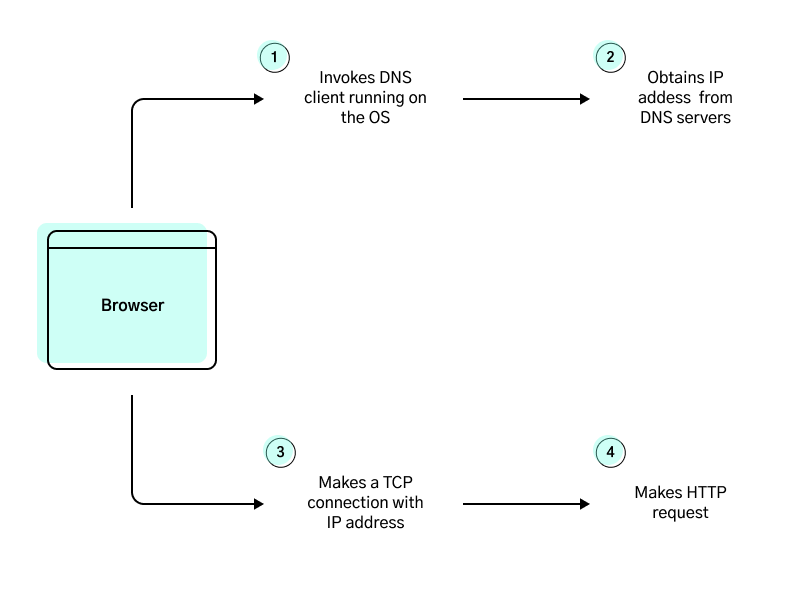 1
Invokes DNS
client running on
the OS
2
Obtains IP
addess  from
DNS servers
Browser
3
Makes a TCP
connection with
IP address
4
Makes HTTP
request